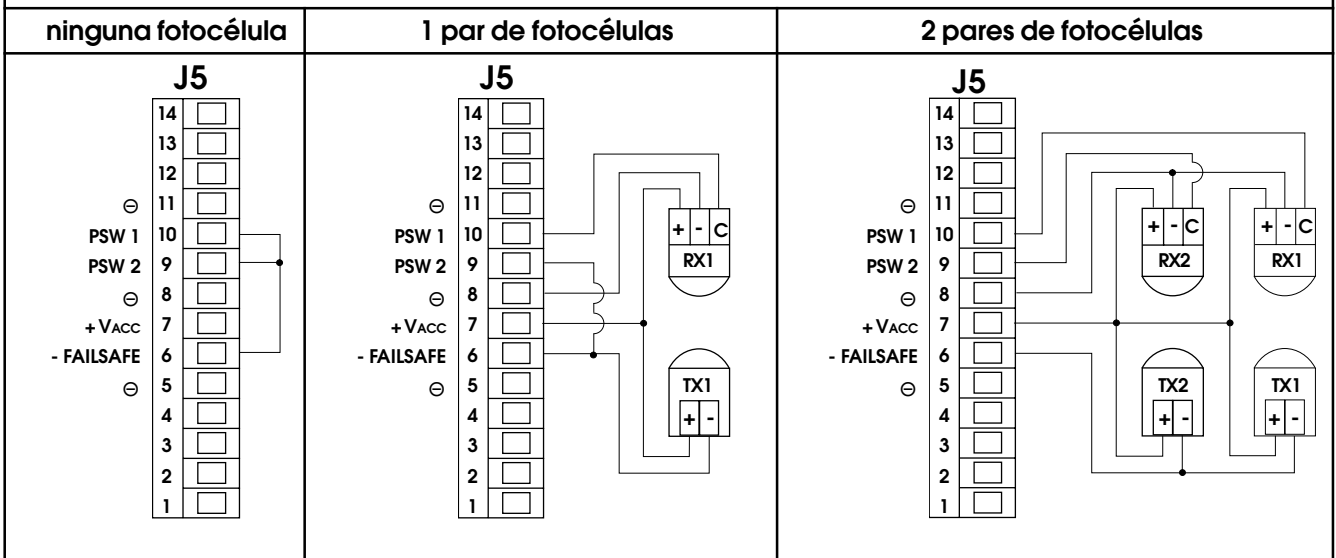 ninguna fotocélula
1 par de fotocélulas
2 pares de fotocélulas
J5
14
13
12
⊖ 11
PSW 1 10
PSW 2 9
⊖ 8
+ VACC 7
- FAILSAFE 6
⊖ 5
4
3
2
1
J5
14
13
12
⊖ 11
PSW 1 10
PSW 2 9
⊖ 8
+ VACC 7
- FAILSAFE 6
⊖ 5
4
3
2
1
+ - C
RX1
TX1
+ -
J5
14
13
12
⊖ 11
PSW 1 10
PSW 2 9
⊖ 8
+ VACC 7
- FAILSAFE 6
⊖ 5
4
3
2
1
+ - C
RX2
+ - C
RX1
TX2
+ -
TX1
+ -